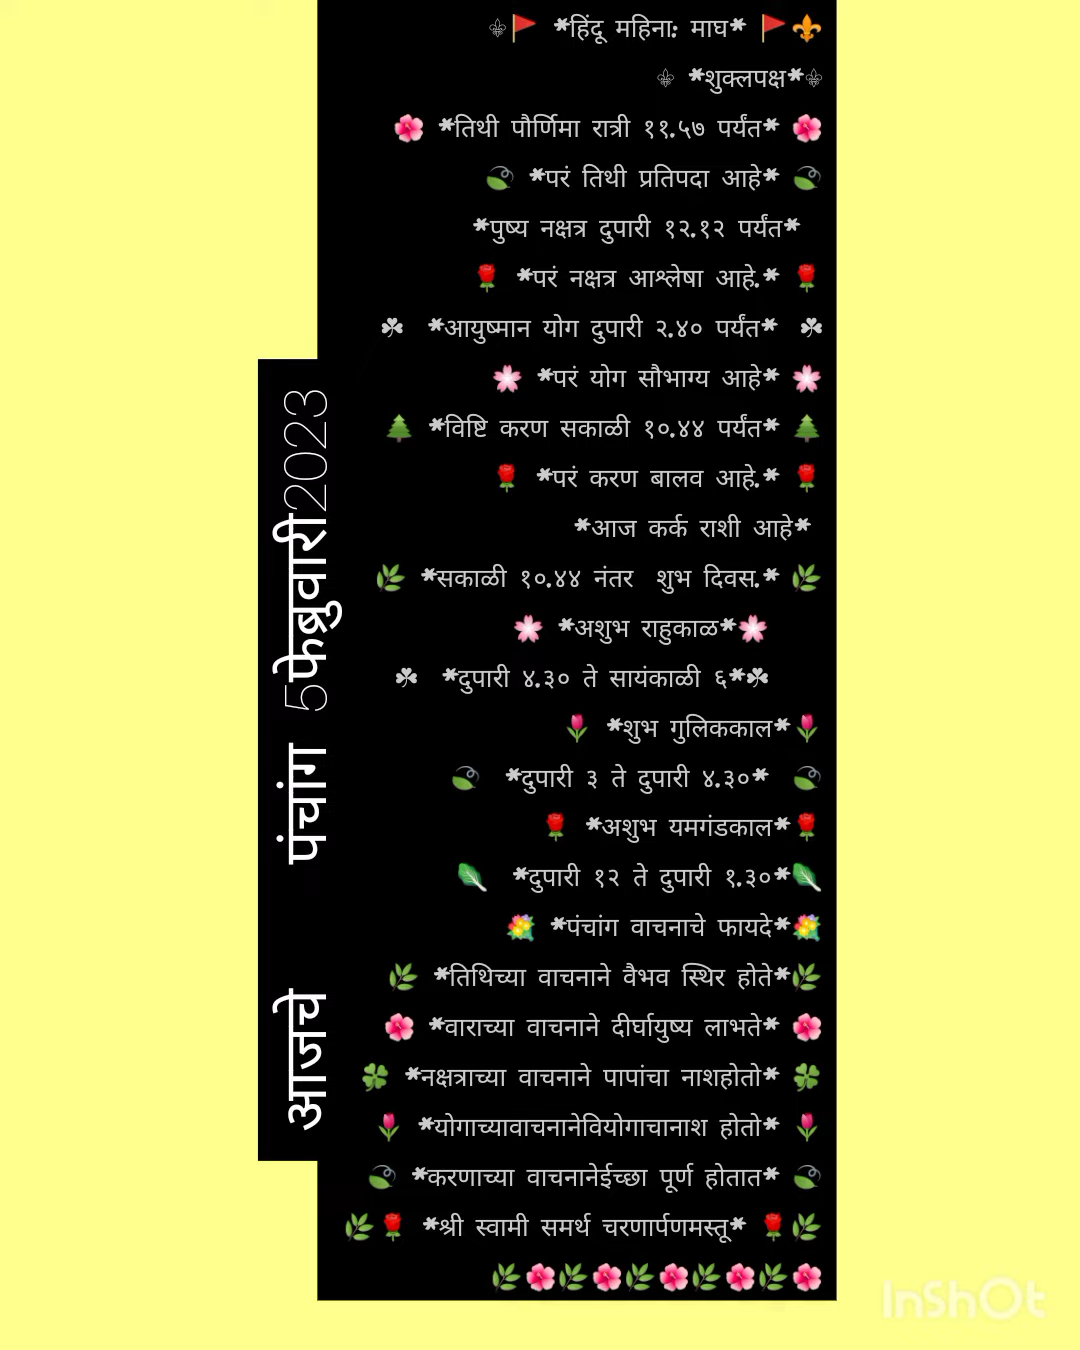 ⚜🚩 *हिंदू महिना: माघ* 🚩⚜
⚜ *शुक्लपक्ष*⚜
🌺 *तिथी पौर्णिमा रात्री ११.५७ पर्यंत* 🌺
🍃 *परं तिथी प्रतिपदा आहे* 🍃
*पुष्य नक्षत्र दुपारी १२.१२ पर्यंत*
🌹 *परं नक्षत्र आश्लेषा आहे.* 🌹
☘ *आयुष्मान योग दुपारी २.४० पर्यंत* ☘
🌸 *परं योग सौभाग्य आहे* 🌸
🌲 *विष्टि करण सकाळी १०.४४ पर्यंत* 🌲
🌹 *परं करण बालव आहे.* 🌹
*आज कर्क राशी आहे*
🌿 *सकाळी १०.४४ नंतर शुभ दिवस.* 🌿
🌸 *अशुभ राहुकाळ*🌸
☘ *दुपारी ४.३० ते सायंकाळी ६*☘
🌷 *शुभ गुलिककाल*🌷
🍃 *दुपारी ३ ते दुपारी ४.३०* 🍃
🌹 *अशुभ यमगंडकाल*🌹
🥬 *दुपारी १२ ते दुपारी १.३०*🥬
💐 *पंचांग वाचनाचे फायदे*💐
🌿 *तिथिच्या वाचनाने वैभव स्थिर होते*🌿
🌺 *वाराच्या वाचनाने दीर्घायुष्य लाभते* 🌺
🍀 *नक्षत्राच्या वाचनाने पापांचा नाशहोतो* 🍀
🌷 *योगाच्यावाचनानेवियोगाचानाश होतो* 🌷
🍃 *करणाच्या वाचनानेईच्छा पूर्ण होतात* 🍃
🌿🌹 *श्री स्वामी समर्थ चरणार्पणमस्तू* 🌹🌿
🌿🌺🌿🌺🌿🌺🌿🌺🌿🌺
आजचे पंचांग 5फेब्रुवारी2023
InShOt